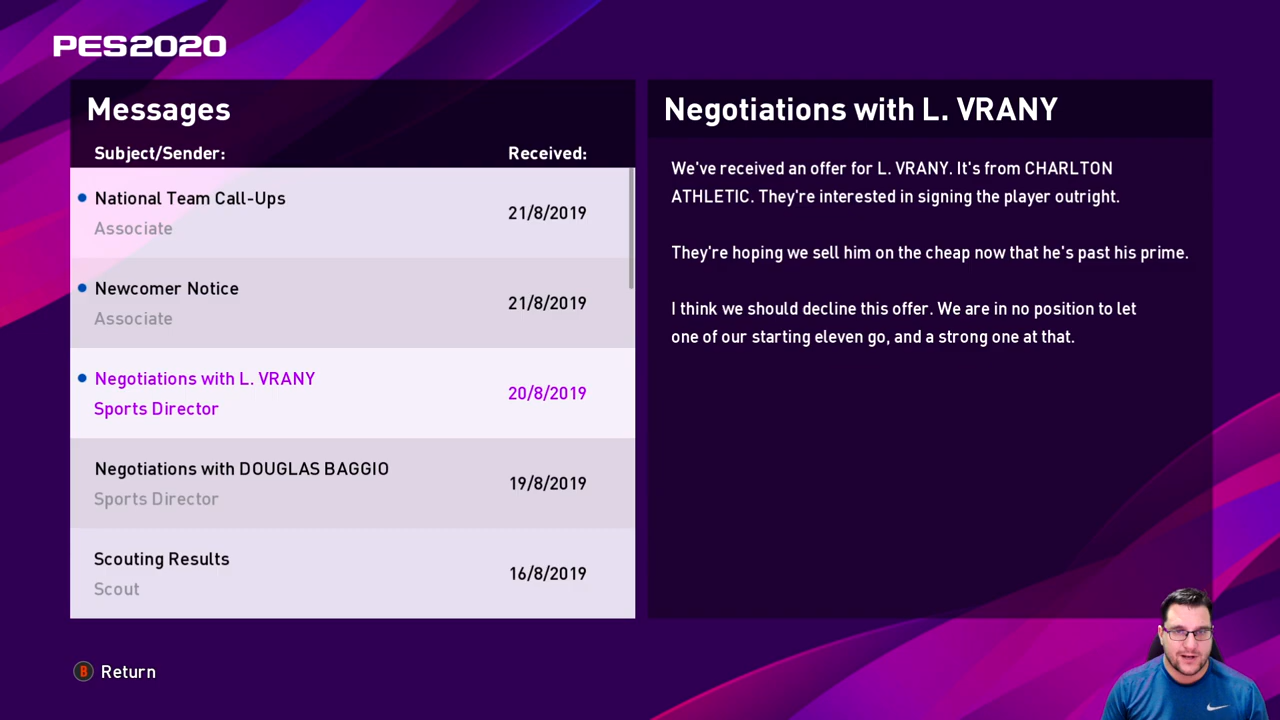 PES2020
Messages
Subject/Sender:
Received:
National Team Call-Ups
Associate
21/8/2019
Newcomer Notice
Associate
21/8/2019
Negotiations with L. VRANY
Sports Director
20/8/2019
Negotiations with DOUGLAS BAGGIO
Sports Director
19/8/2019
Scouting Results
Scout
16/8/2019
Negotiations with L. VRANY
We've received an offer for L. VRANY. It's from CHARLTON
ATHLETIC. They're interested in signing the player outright.
They're hoping we sell him on the cheap now that he's past his prime.
I think we should decline this offer. We are in no position to let
one of our starting eleven go, and a strong one at that.
B Return